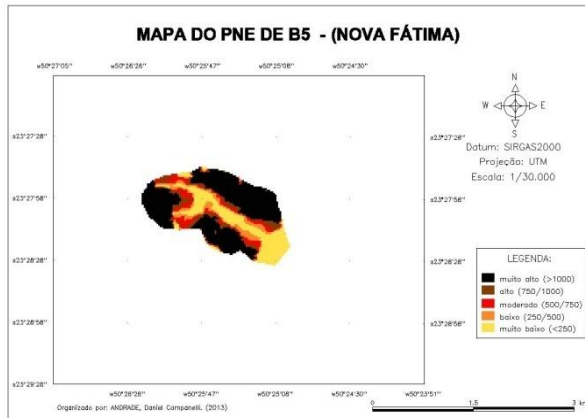 MAPA DO PNE DE B5 - (NOVA FÁTIMA)
w50°27'05" w50°26'26" w50°25'47" w50°25'08" w50°24'30"
N
W E
S
s23°27'28" s23°27'28"
Datum: SIRGAS2000
Projeção: UTM
Escala: 1/30.000
s23°27'58" s23°27'58"
LEGENDA:
muito alto (>1000)
alto (750/1000)
moderado (500/750)
baixo (250/500)
muito baixo (<250)
s23°28'28" s23°28'28"
s23°28'58" s23°28'58"
s23°29'28"
w50°26'26" w50°25'47" w50°25'08" w50°24'30" w50°23'51"
Organizado por: ANDRADE, Daniel Campanelli. (2013)
0 1.5 3 km